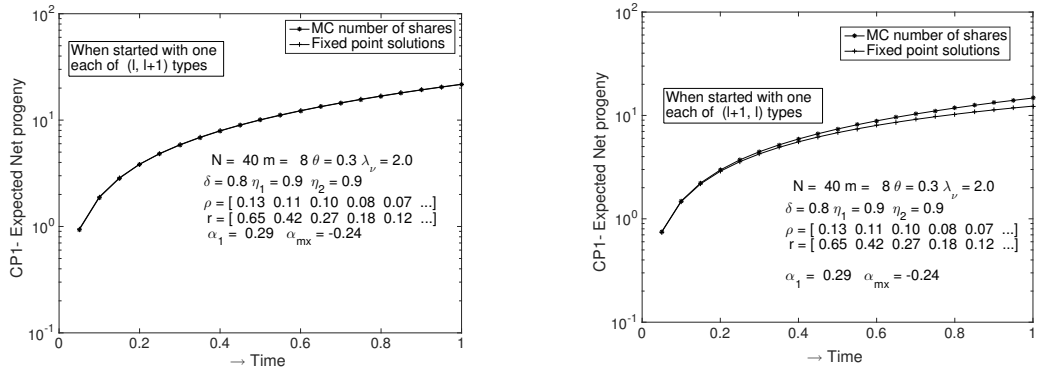 CP1- Expected Net progeny
10^2
10^1
10^0
10^-1
MC number of shares
Fixed point solutions
When started with one
each of (l, l+1) types
N = 40 m = 8 θ = 0.3 λ_ν = 2.0
δ = 0.8 η_1 = 0.9 η_2 = 0.9
ρ = [ 0.13 0.11 0.10 0.08 0.07 ...]
r = [ 0.65 0.42 0.27 0.18 0.12 ...]
α_1 = 0.29 α_mx = -0.24
0 0.2 0.4 0.6 0.8 1
→ Time
CP1- Expected Net progeny
10^2
10^1
10^0
10^-1
MC number of shares
Fixed point solutions
When started with one
each of (l+1, l) types
N = 40 m = 8 θ = 0.3 λ_ν = 2.0
δ = 0.8 η_1 = 0.9 η_2 = 0.9
ρ = [ 0.13 0.11 0.10 0.08 0.07 ...]
r = [ 0.65 0.42 0.27 0.18 0.12 ...]
α_1 = 0.29 α_mx = -0.24
0 0.2 0.4 0.6 0.8 1
→ Time